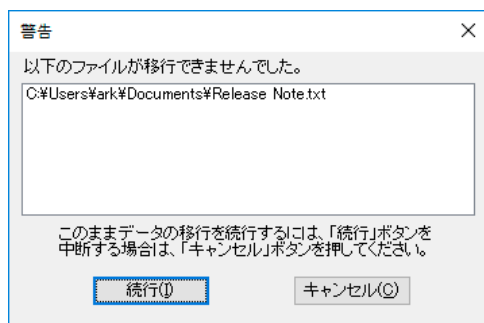 警告
以下のファイルが移行できませんでした。
C:¥Users¥ark¥Documents¥Release Note.txt
このままデータの移行を続行するには、「続行」ボタンを
中断する場合は、「キャンセル」ボタンを押してください。
続行(I)
キャンセル(C)